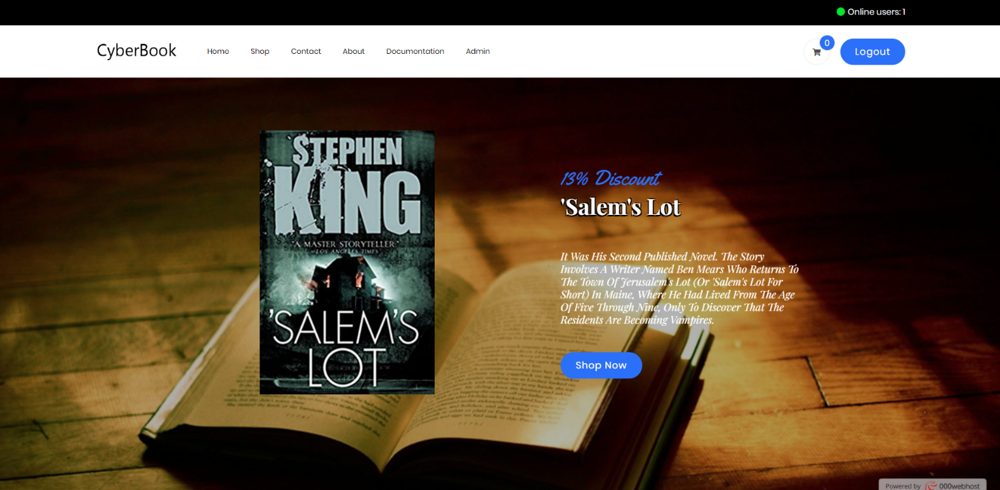 Online users: 1
CyberBook
Home
Shop
Contact
About
Documentation
Admin
0
Logout
STEPHEN
KING
"A MASTER STORYTELLER"
—LOS ANGELES TIMES
'SALEM'S
LOT
13% Discount
'Salem's Lot
It Was His Second Published Novel. The Story
Involves A Writer Named Ben Mears Who Returns To
The Town Of Jerusalem's Lot (Or 'Salem's Lot For
Short) In Maine, Where He Had Lived From The Age
Of Five Through Nine, Only To Discover That The
Residents Are Becoming Vampires.
Shop Now
Powered by 000webhost